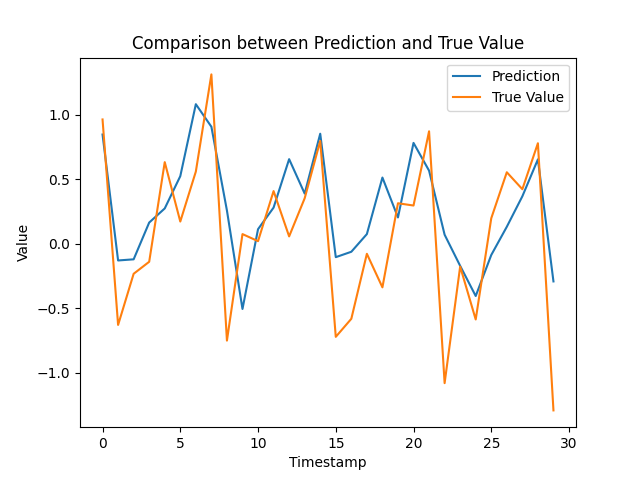 Comparison between Prediction and True Value
Prediction
True Value
1.0
0.5
0.0
−0.5
−1.0
Value
0
5
10
15
20
25
30
Timestamp